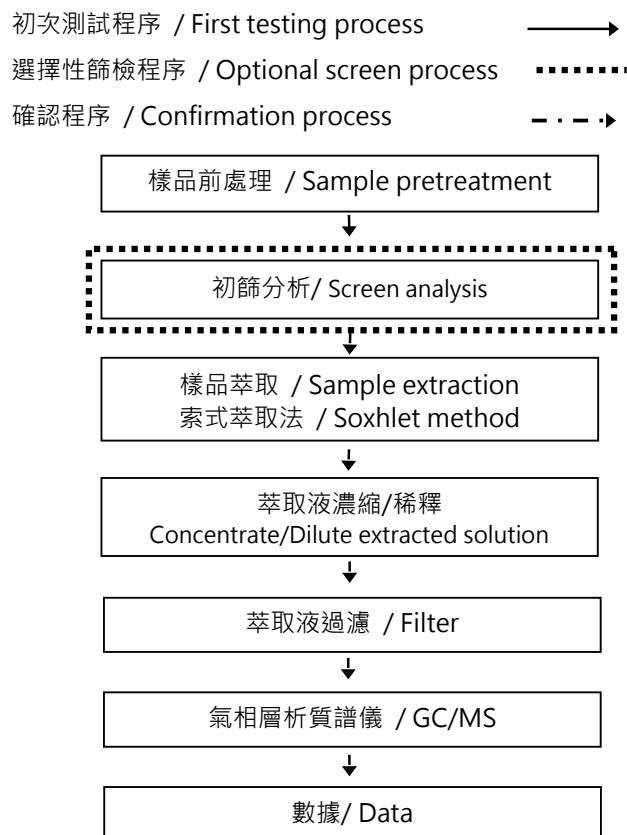 初次測試程序 / First testing process
選擇性篩檢程序 / Optional screen process
確認程序 / Confirmation process
樣品前處理 / Sample pretreatment
初篩分析/ Screen analysis
樣品萃取 / Sample extraction
索式萃取法 / Soxhlet method
萃取液濃縮/稀釋
Concentrate/Dilute extracted solution
萃取液過濾 / Filter
氣相層析質譜儀 / GC/MS
數據/ Data